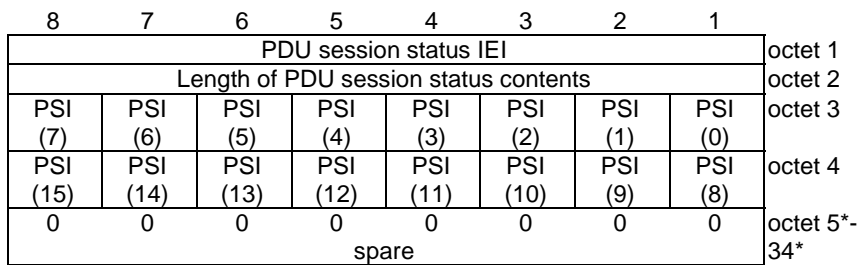 8 7 6 5 4 3 2 1
PDU session status IEI octet 1
Length of PDU session status contents octet 2
PSI PSI PSI PSI PSI PSI PSI PSI octet 3
(7) (6) (5) (4) (3) (2) (1) (0)
PSI PSI PSI PSI PSI PSI PSI PSI octet 4
(15) (14) (13) (12) (11) (10) (9) (8)
0 0 0 0 0 0 0 0 octet 5*-
spare 34*